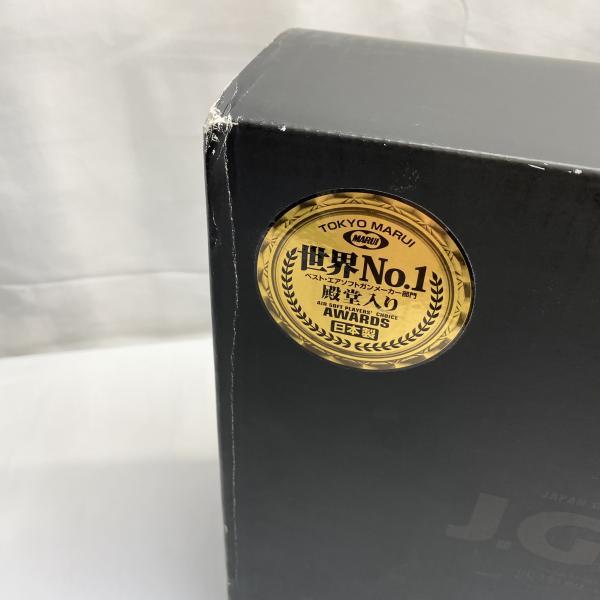 TOKYO MARUI
MARUI
世界No.1
ベスト・エアソフトガンメーカー部門
殿堂入り
AIR SOFT PLAYERS' CHOICE
AWARDS
日本製
JAPAN
J.G